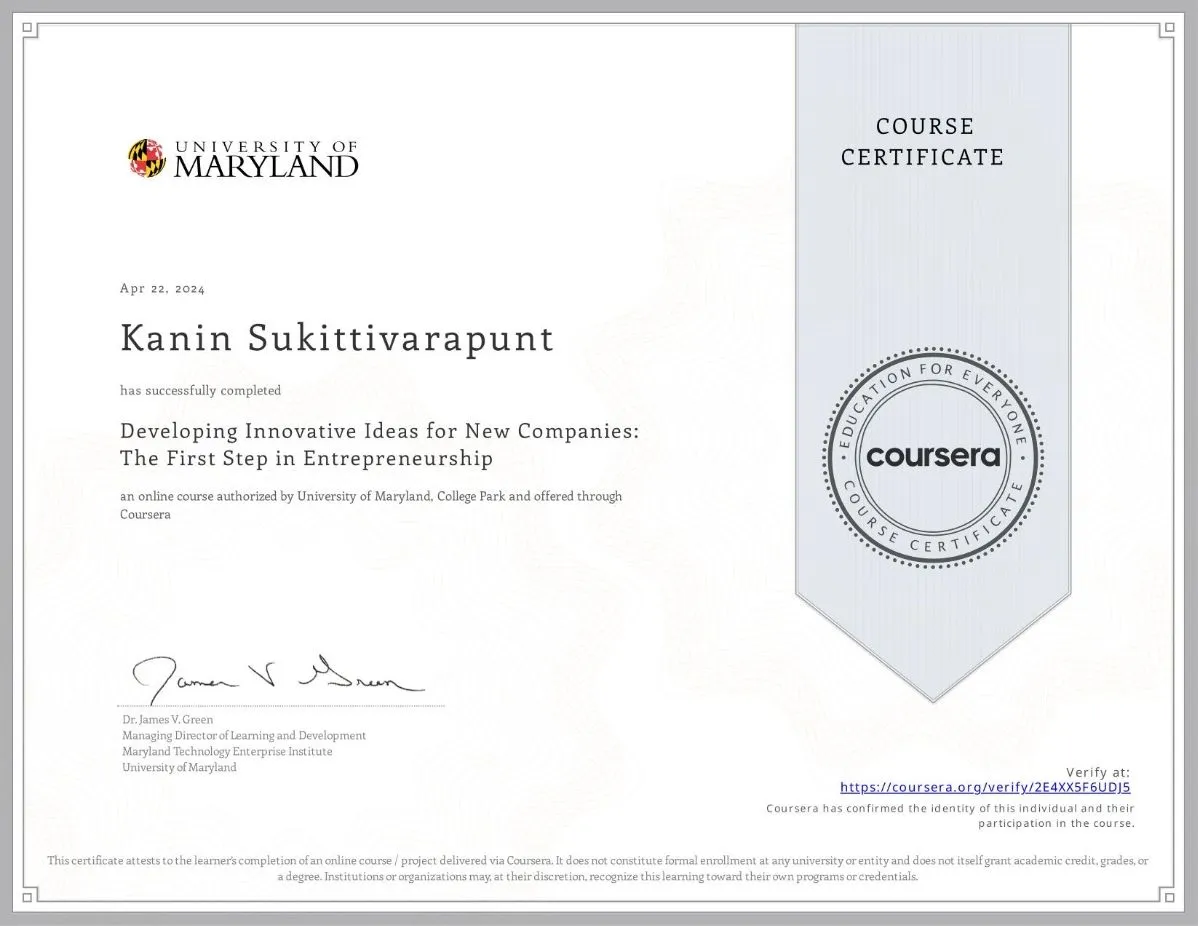 UNIVERSITY OF
MARYLAND
COURSE
CERTIFICATE
Apr 22, 2024
Kanin Sukittivarapunt
has successfully completed
Developing Innovative Ideas for New Companies:
The First Step in Entrepreneurship
an online course authorized by University of Maryland, College Park and offered through
Coursera
EDUCATION FOR EVERYONE
coursera
COURSE CERTIFICATE
James V Green
Dr. James V. Green
Managing Director of Learning and Development
Maryland Technology Enterprise Institute
University of Maryland
Verify at:
https://coursera.org/verify/2E4XX5F6UDJ5
Coursera has confirmed the identity of this individual and their
participation in the course.
This certificate attests to the learner's completion of an online course / project delivered via Coursera. It does not constitute formal enrollment at any university or entity and does not itself grant academic credit, grades, or
a degree. Institutions or organizations may, at their discretion, recognize this learning toward their own programs or credentials.